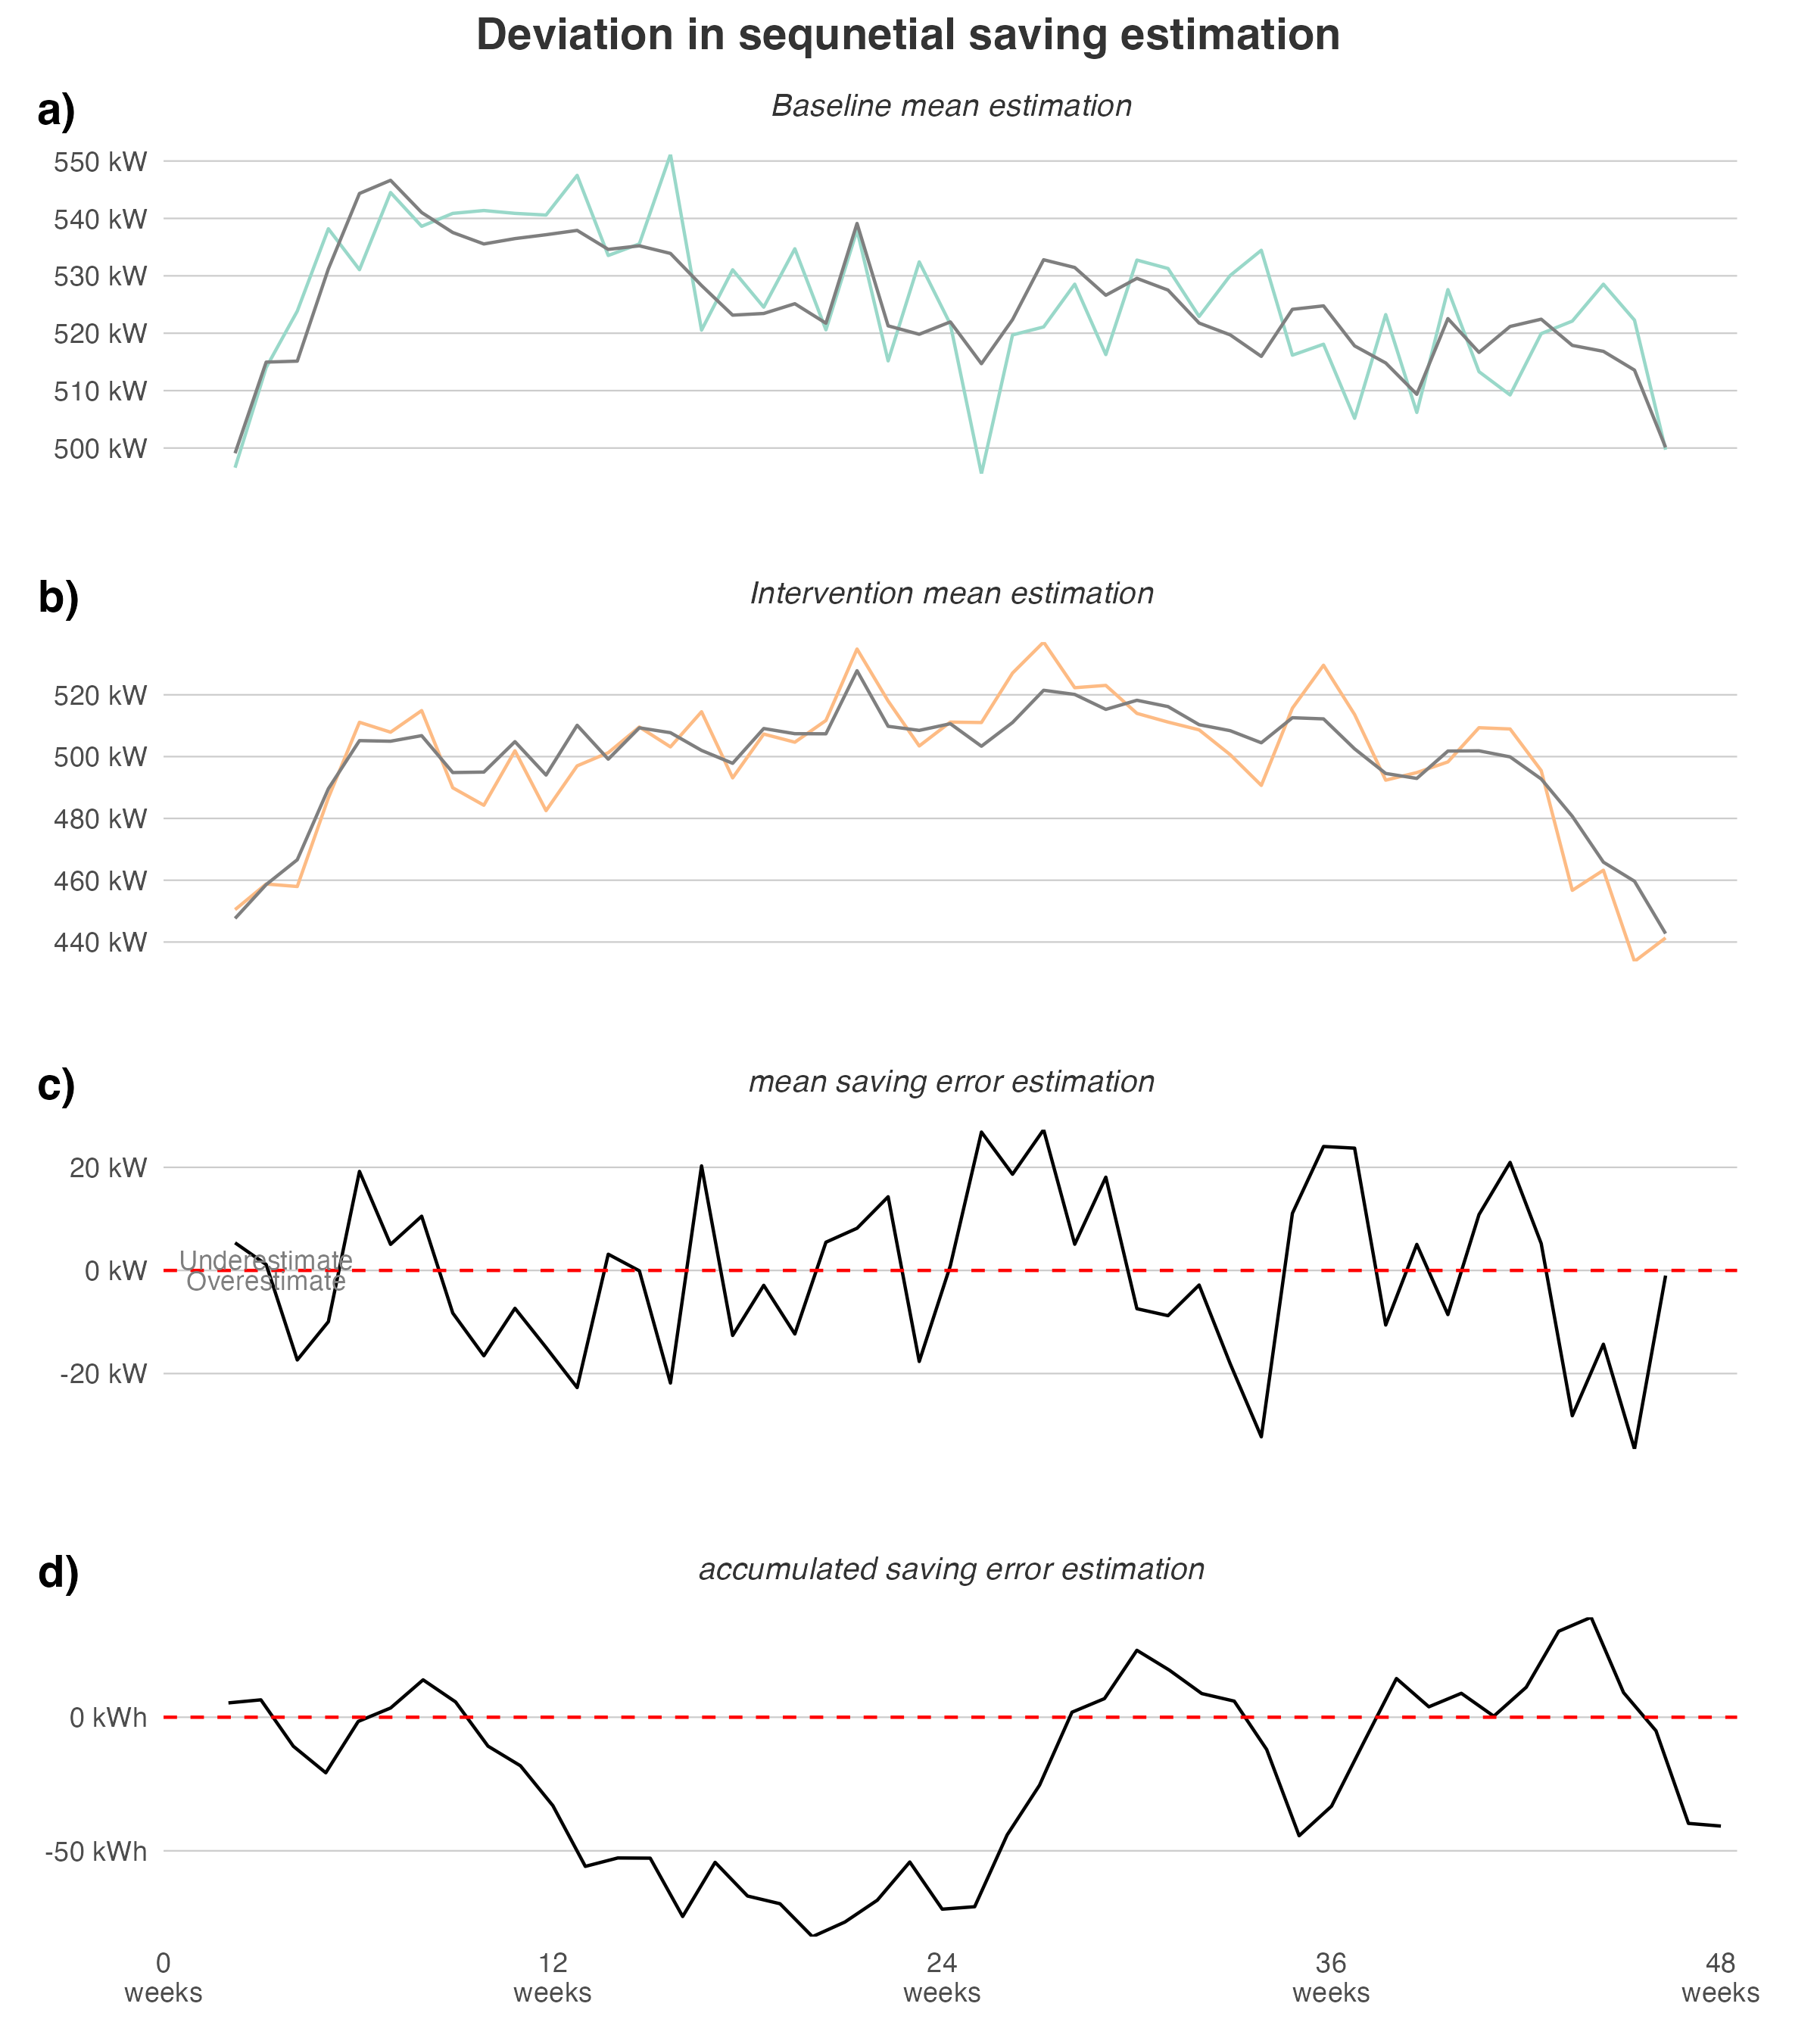 Deviation in sequnetial saving estimation
a)
Baseline mean estimation
550 kW
540 kW
530 kW
520 kW
510 kW
500 kW
b)
Intervention mean estimation
520 kW
500 kW
480 kW
460 kW
440 kW
c)
mean saving error estimation
20 kW
Underestimate
0 kW
Overestimate
-20 kW
d)
accumulated saving error estimation
0 kWh
-50 kWh
0 12 24 36 48
weeks weeks weeks weeks weeks